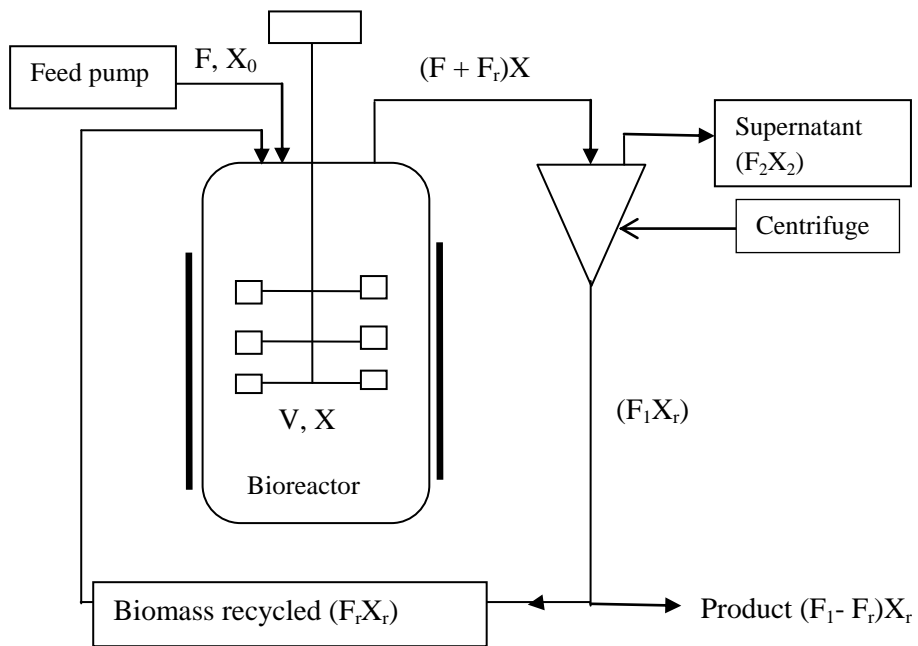 Feed pump
F, X₀
(F + Fᵣ)X
Supernatant
(F₂X₂)
Centrifuge
V, X
(F₁Xᵣ)
Bioreactor
Biomass recycled (FᵣXᵣ)
Product (F₁- Fᵣ)Xᵣ